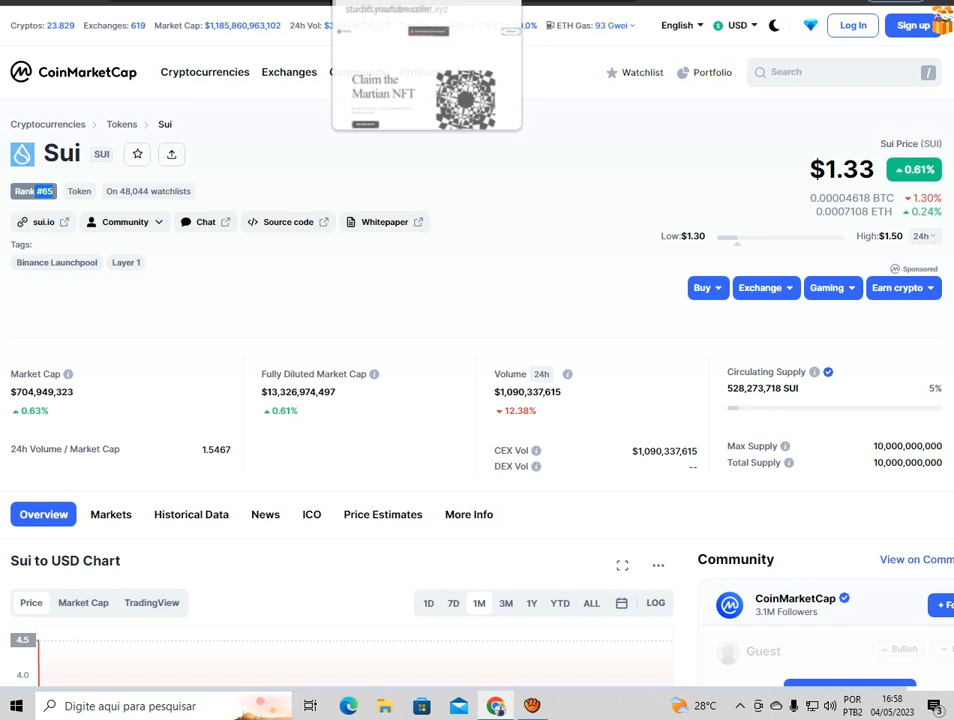 Cryptos: 23.829 Exchanges: 619 Market Cap: $1,185,860,963,102 24h Vol: ETH Gas: 93 Gwei English USD Log In Sign up
Claim the
Martian NFT
CoinMarketCap Cryptocurrencies Exchanges Watchlist Portfolio Search /
Cryptocurrencies Tokens Sui
Sui SUI
Rank #65 Token On 48,044 watchlists
sui.io Community Chat Source code Whitepaper
Tags:
Binance Launchpool Layer 1
Sui Price (SUI)
$1.33 0.61%
0.00004618 BTC 1.30%
0.0007108 ETH 0.24%
Low:$1.30 High:$1.50 24h
Sponsored
Buy Exchange Gaming Earn crypto
Market Cap
$704,949,323
0.63%
24h Volume / Market Cap 1.5467
Fully Diluted Market Cap
$13,326,974,497
0.61%
Volume 24h
$1,090,337,615
12.38%
CEX Vol $1,090,337,615
DEX Vol --
Circulating Supply
528,273,718 SUI 5%
Max Supply 10,000,000,000
Total Supply 10,000,000,000
Overview Markets Historical Data News ICO Price Estimates More Info
Sui to USD Chart
Price Market Cap TradingView 1D 7D 1M 3M 1Y YTD ALL LOG
4.5
4.0
Community View on Comm
CoinMarketCap
3.1M Followers
+ Fo
Guest Bullish
Digite aqui para pesquisar 28°C POR 16:58
PTB2 04/05/2023 3